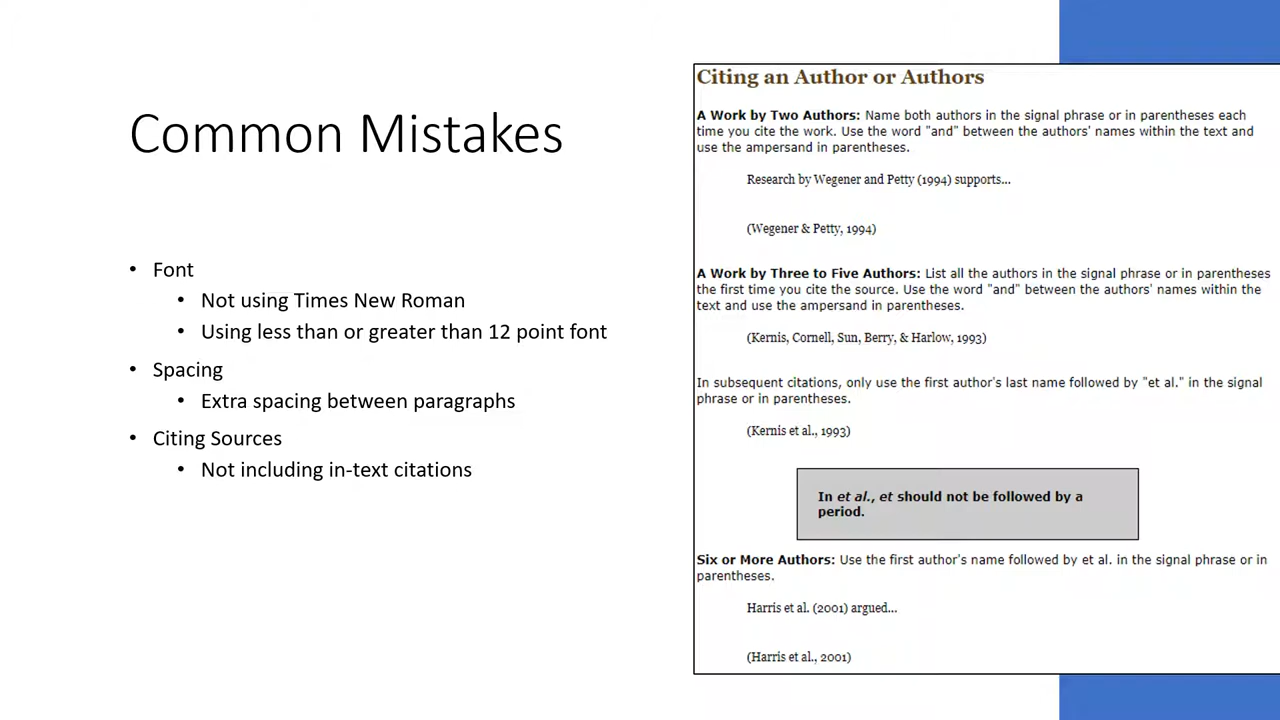 Common Mistakes
• Font
• Not using Times New Roman
• Using less than or greater than 12 point font
• Spacing
• Extra spacing between paragraphs
• Citing Sources
• Not including in-text citations
Citing an Author or Authors
A Work by Two Authors: Name both authors in the signal phrase or in parentheses each
time you cite the work. Use the word "and" between the authors' names within the text and
use the ampersand in parentheses.
Research by Wegener and Petty (1994) supports...
(Wegener & Petty, 1994)
A Work by Three to Five Authors: List all the authors in the signal phrase or in parentheses
the first time you cite the source. Use the word "and" between the authors' names within the
text and use the ampersand in parentheses.
(Kernis, Cornell, Sun, Berry, & Harlow, 1993)
In subsequent citations, only use the first author's last name followed by "et al." in the signal
phrase or in parentheses.
(Kernis et al., 1993)
In et al., et should not be followed by a
period.
Six or More Authors: Use the first author's name followed by et al. in the signal phrase or in
parentheses.
Harris et al. (2001) argued...
(Harris et al., 2001)